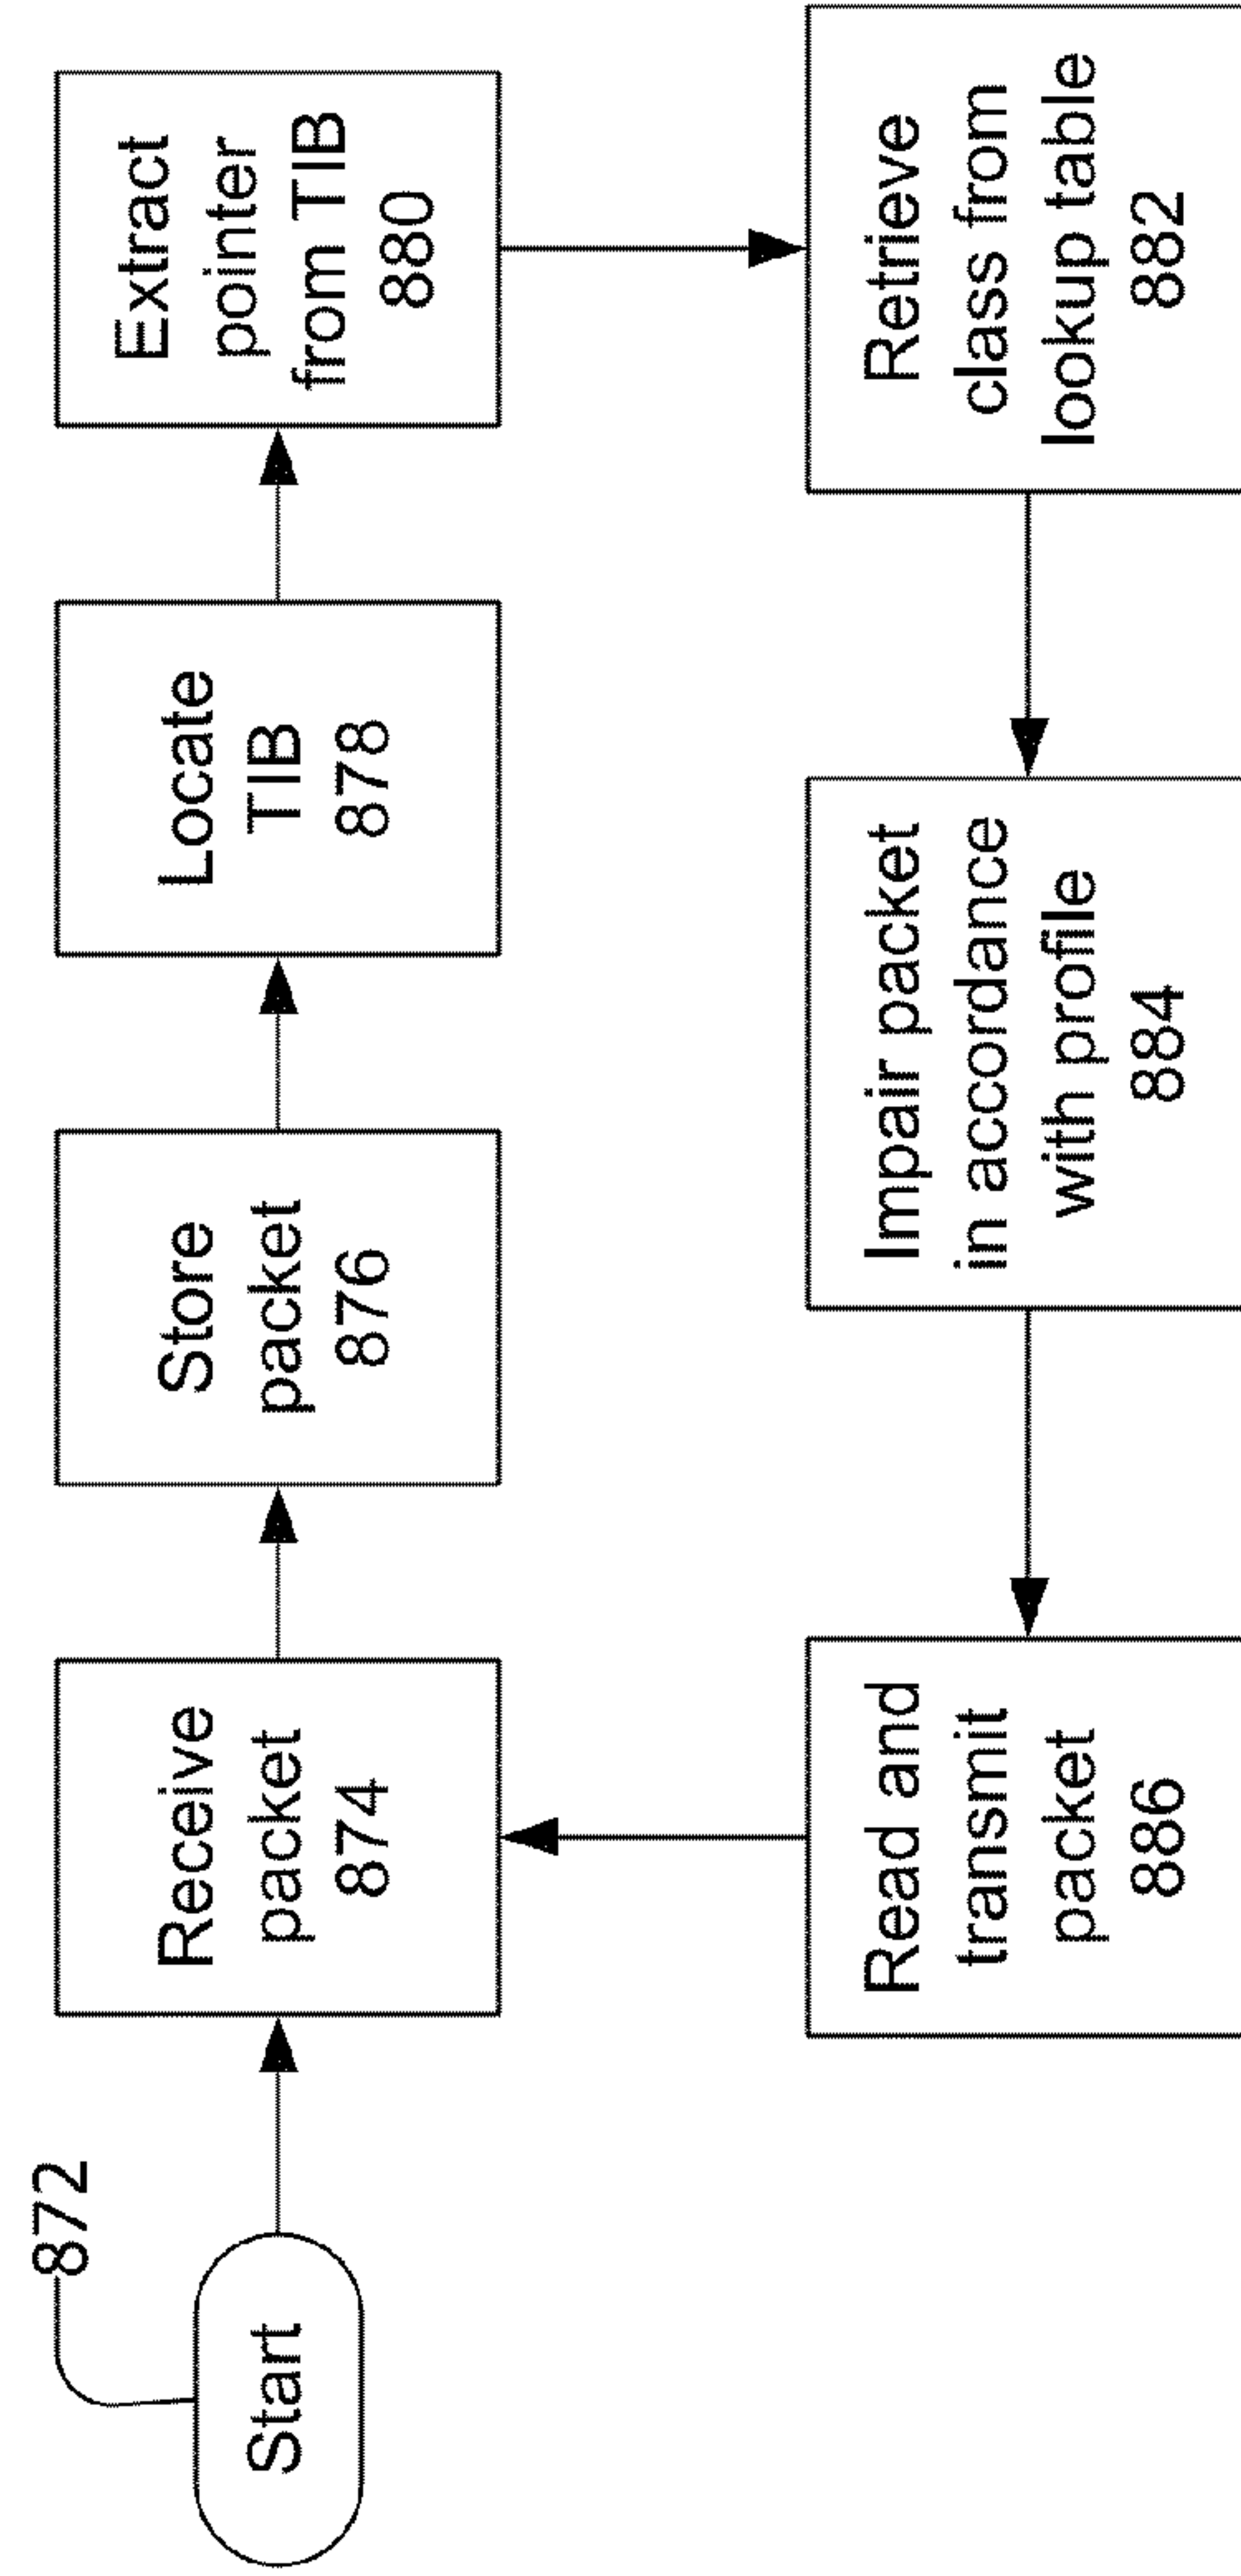 872
Start
Receive
packet
874
Store
packet
876
Locate
TIB
878
Extract
pointer
from TIB
880
Retrieve
class from
lookup table
882
Impair packet
in accordance
with profile
884
Read and
transmit
packet
886